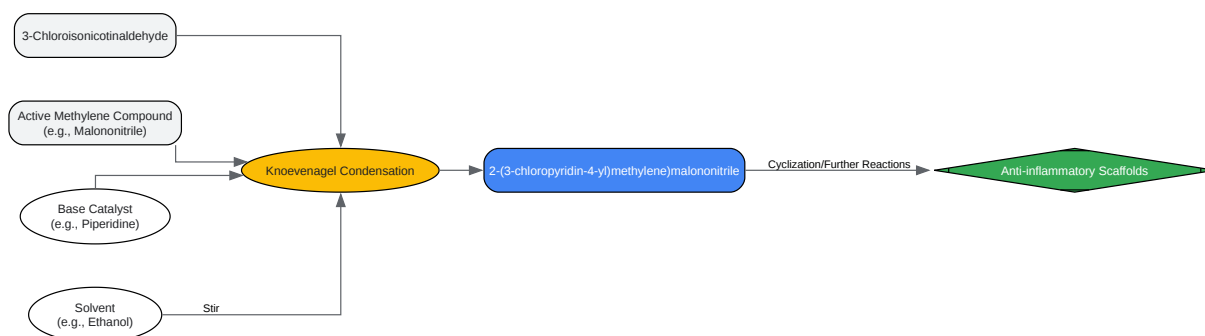 3-Chloroisonicotinaldehyde
Active Methylene Compound
(e.g., Malononitrile)
Base Catalyst
(e.g., Piperidine)
Solvent
(e.g., Ethanol)
Stir
Knoevenagel Condensation
2-(3-chloropyridin-4-yl)methylene)malononitrile
Cyclization/Further Reactions
Anti-inflammatory Scaffolds